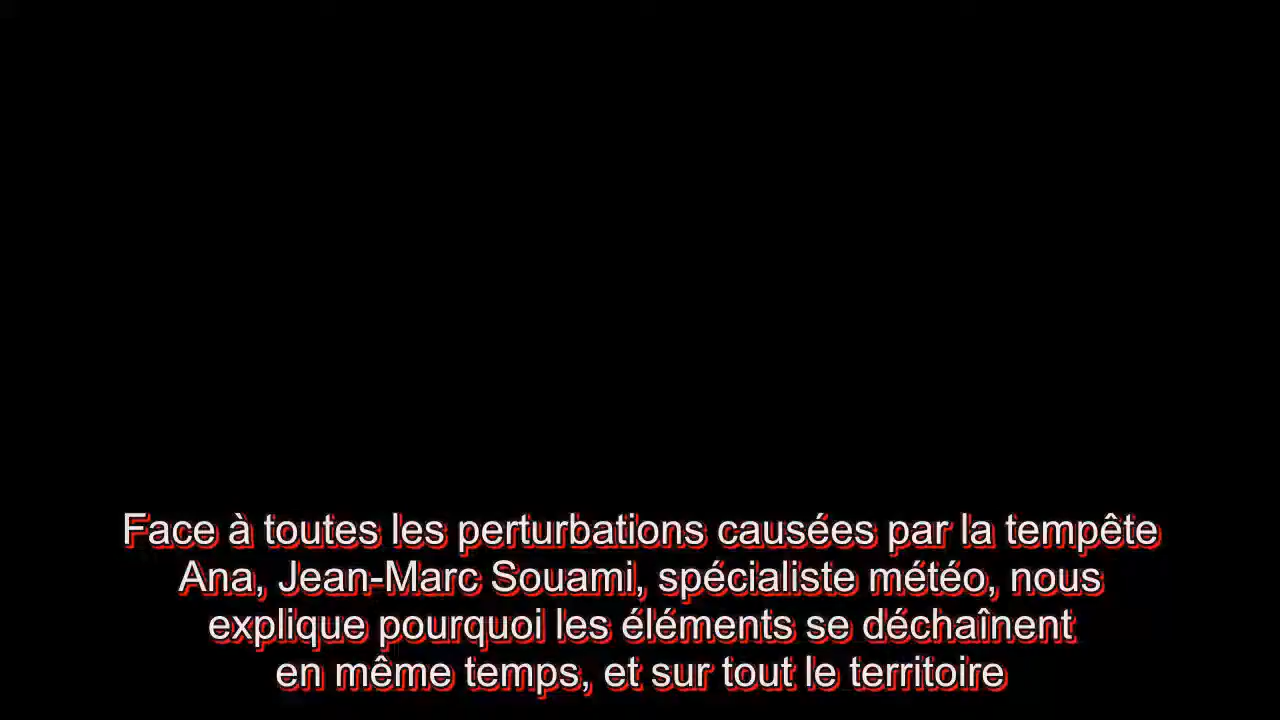 Face à toutes les perturbations causées par la tempête
Ana, Jean-Marc Souami, spécialiste météo, nous
explique pourquoi les éléments se déchaînent
en même temps, et sur tout le territoire